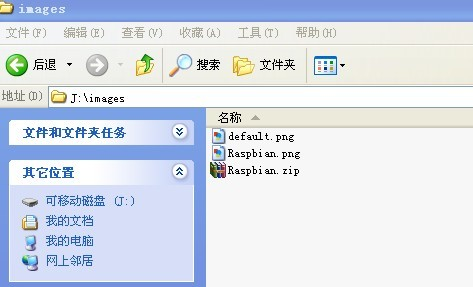 images
文件(F) 编辑(E) 查看(V) 收藏(A) 工具(T) 帮助(H)
后退 搜索 文件夹
地址(D) J:\images
名称
文件和文件夹任务
default.png
Raspbian.png
Raspbian.zip
其它位置
可移动磁盘 (J:)
我的文档
我的电脑
网上邻居